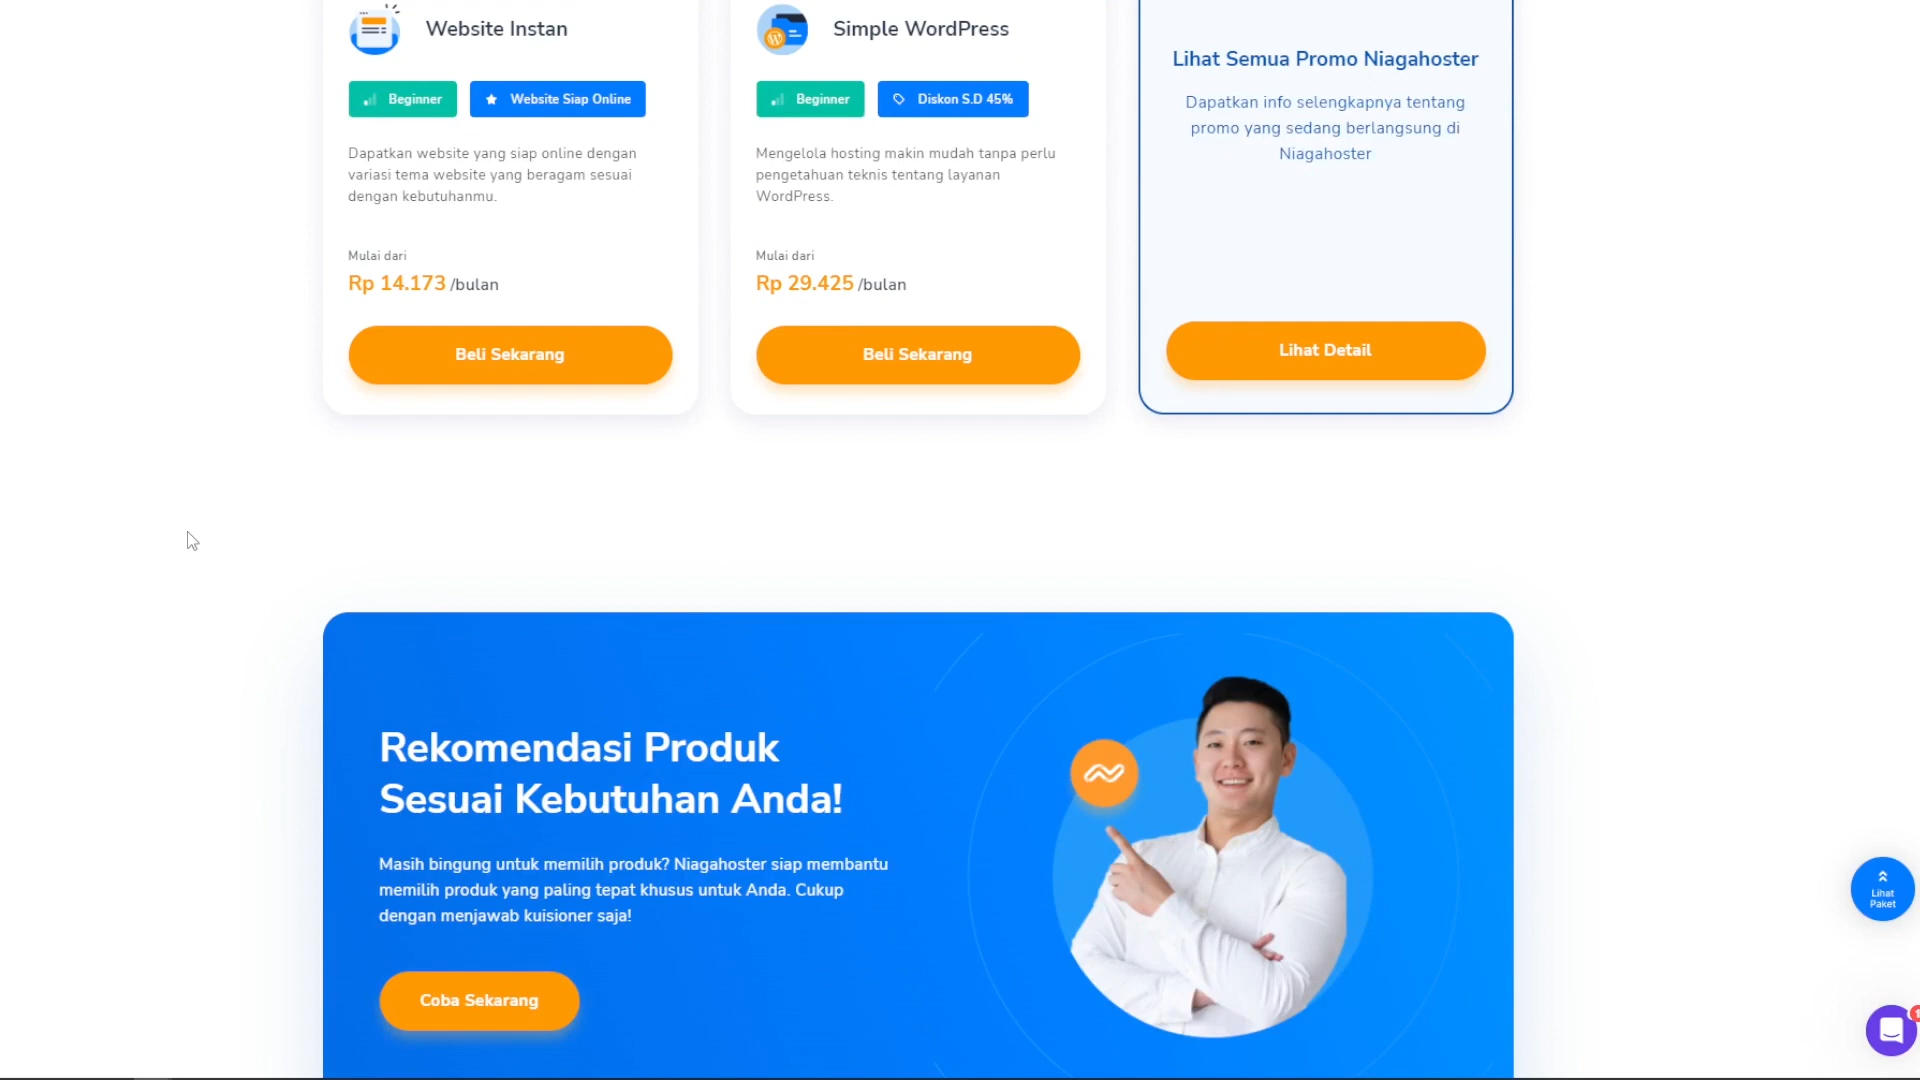 Website Instan
Beginner
Website Siap Online
Dapatkan website yang siap online dengan
variasi tema website yang beragam sesuai
dengan kebutuhanmu.
Mulai dari
Rp 14.173 /bulan
Beli Sekarang
Simple WordPress
Beginner
Diskon S.D 45%
Mengelola hosting makin mudah tanpa perlu
pengetahuan teknis tentang layanan
WordPress.
Mulai dari
Rp 29.425 /bulan
Beli Sekarang
Lihat Semua Promo Niagahoster
Dapatkan info selengkapnya tentang
promo yang sedang berlangsung di
Niagahoster
Lihat Detail
Rekomendasi Produk
Sesuai Kebutuhan Anda!
Masih bingung untuk memilih produk? Niagahoster siap membantu
memilih produk yang paling tepat khusus untuk Anda. Cukup
dengan menjawab kuisioner saja!
Coba Sekarang
Lihat
Paket